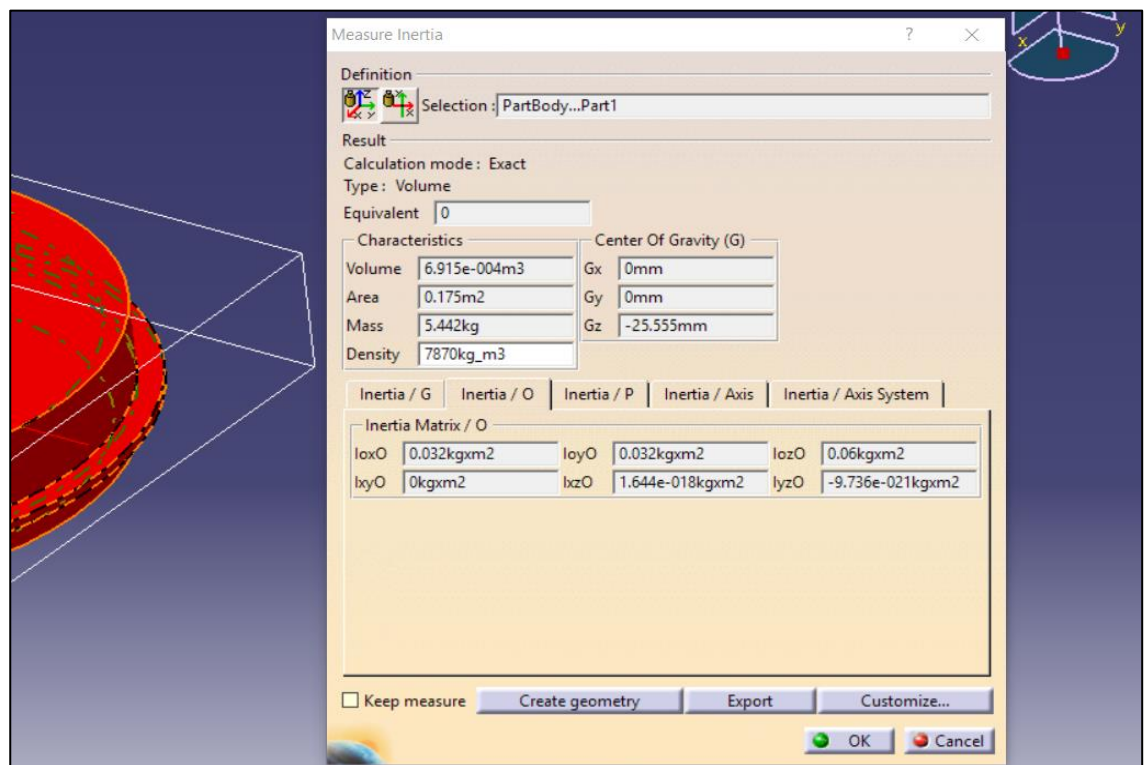 Measure Inertia ? ×
x y
Definition
Selection : PartBody...Part1
Result
Calculation mode : Exact
Type : Volume
Equivalent 0
Characteristics Center Of Gravity (G)
Volume 6.915e-004m3 Gx 0mm
Area 0.175m2 Gy 0mm
Mass 5.442kg Gz -25.555mm
Density 7870kg_m3
Inertia / G Inertia / O Inertia / P Inertia / Axis Inertia / Axis System
Inertia Matrix / O
IoxO 0.032kgxm2 IoyO 0.032kgxm2 IozO 0.06kgxm2
IxyO 0kgxm2 IxzO 1.644e-018kgxm2 IyzO -9.736e-021kgxm2
Keep measure Create geometry Export Customize...
OK Cancel